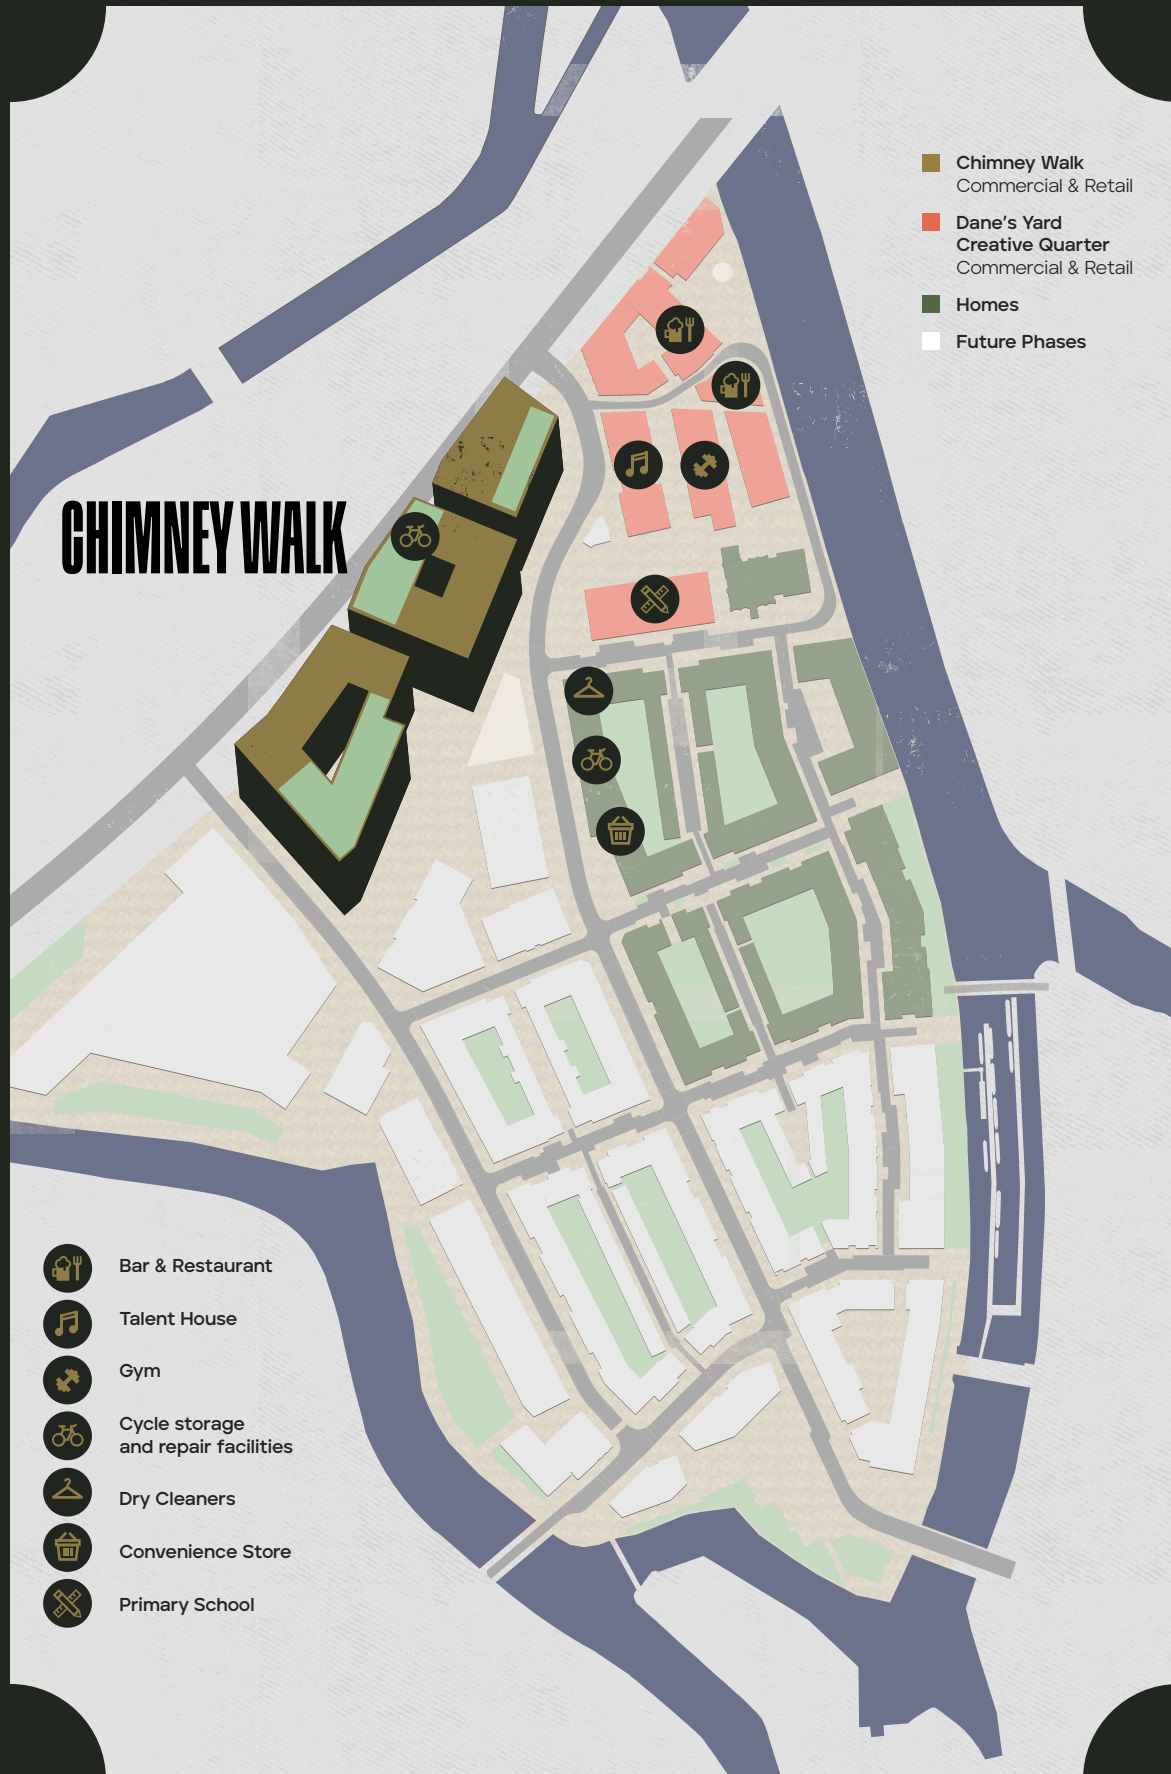 Chimney Walk
Commercial & Retail
Dane's Yard
Creative Quarter
Commercial & Retail
Homes
Future Phases
CHIMNEY WALK
Bar & Restaurant
Talent House
Gym
Cycle storage
and repair facilities
Dry Cleaners
Convenience Store
Primary School